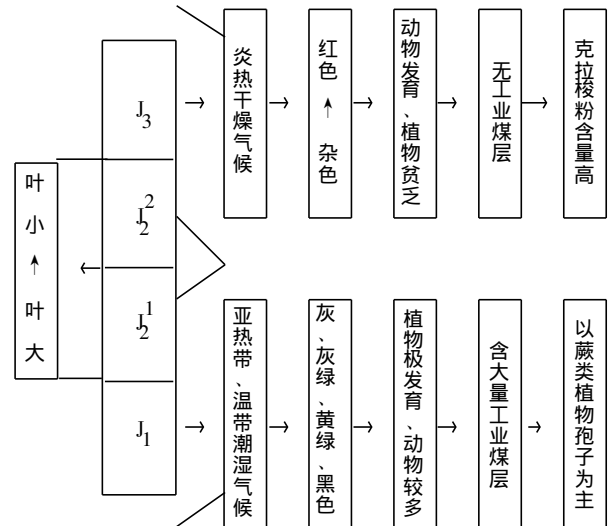 叶小↑叶大
J3
J2²
J2¹
J1
炎热干燥气候
红色↑杂色
动物发育、植物贫乏
无工业煤层
克拉梭粉含量高
亚热带、温带潮湿气候
灰、灰绿、黄绿、黑色
植物极发育、动物较多
含大量工业煤层
以蕨类植物孢子为主